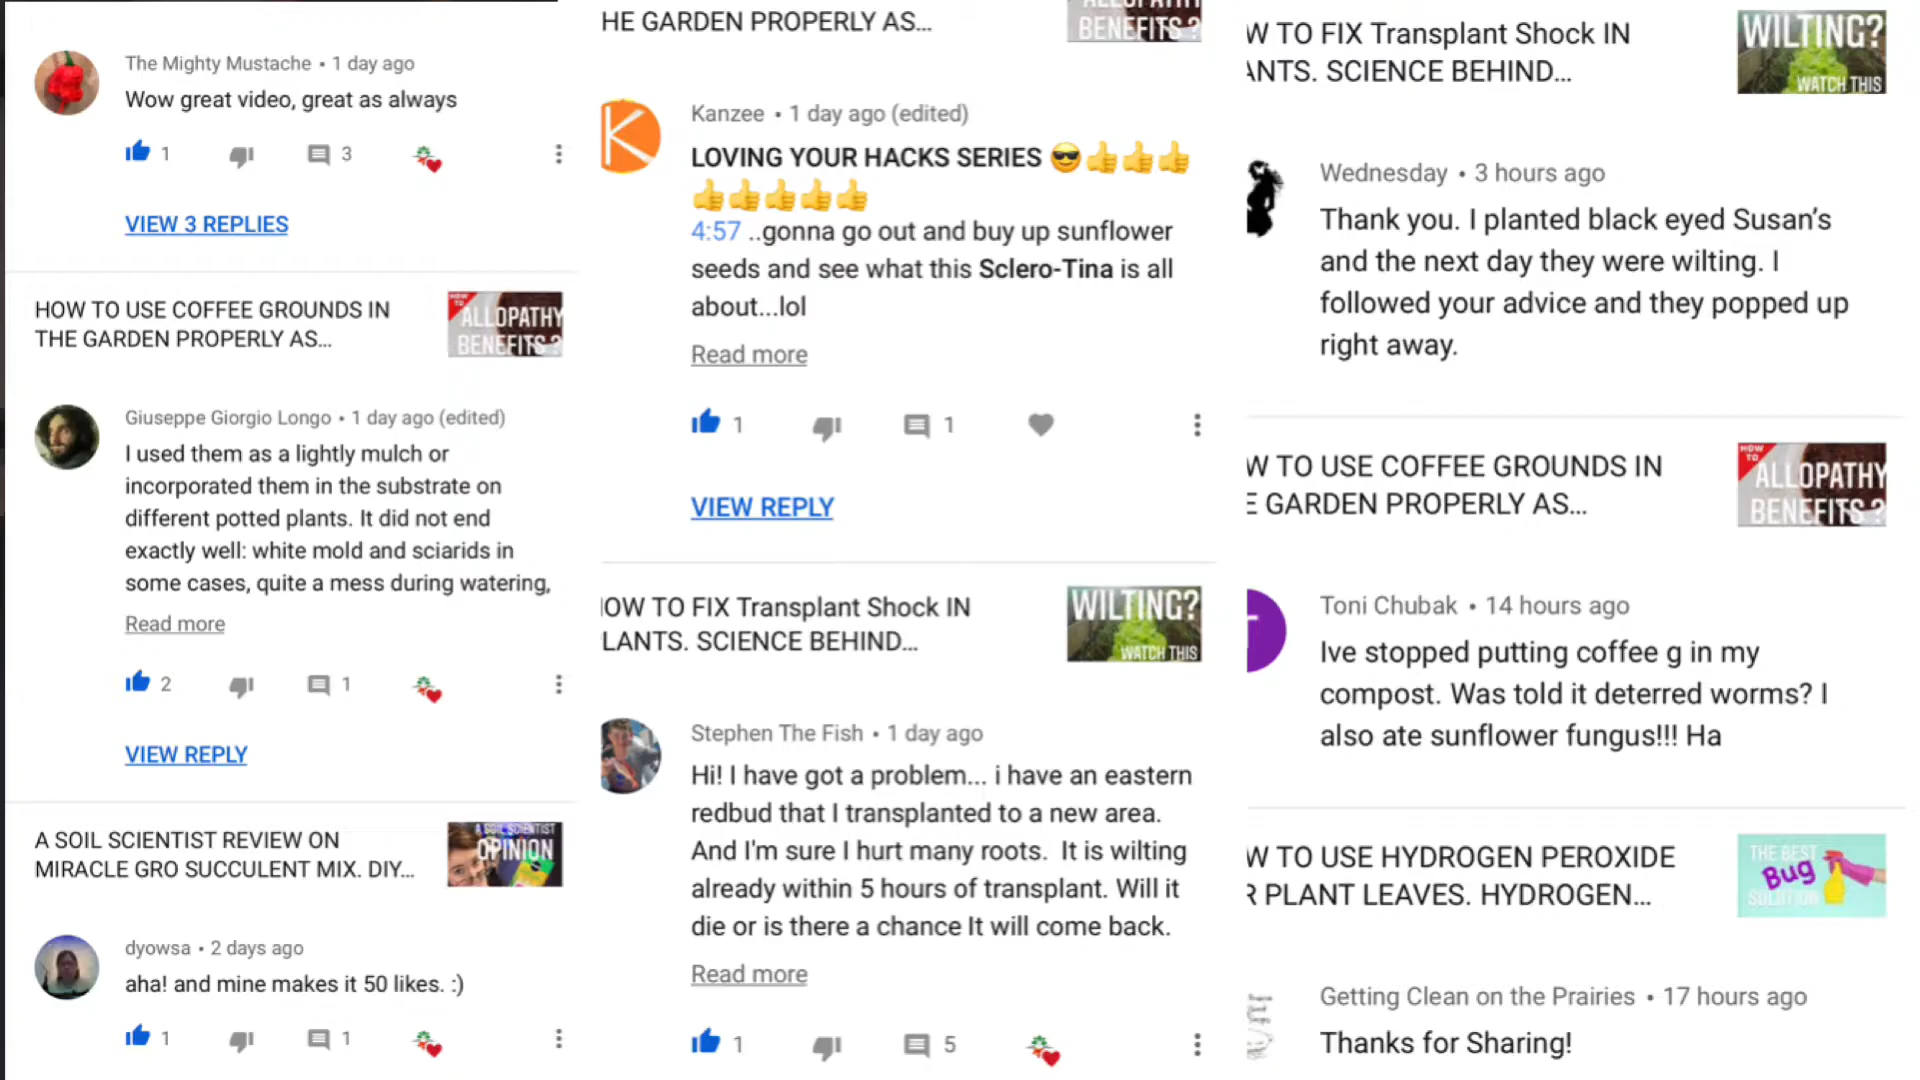 The Mighty Mustache • 1 day ago
Wow great video, great as always
1
3
VIEW 3 REPLIES
HOW TO USE COFFEE GROUNDS IN
THE GARDEN PROPERLY AS...
HOW TO
ALLOPATHY
BENEFITS ?
Giuseppe Giorgio Longo • 1 day ago (edited)
I used them as a lightly mulch or
incorporated them in the substrate on
different potted plants. It did not end
exactly well: white mold and sciarids in
some cases, quite a mess during watering,
Read more
2
1
VIEW REPLY
A SOIL SCIENTIST REVIEW ON
MIRACLE GRO SUCCULENT MIX. DIY...
A SOIL SCIENTIST
OPINION
dyowsa • 2 days ago
aha! and mine makes it 50 likes. :)
1
1
HE GARDEN PROPERLY AS...
ALLOPATHY
BENEFITS ?
K
Kanzee • 1 day ago (edited)
LOVING YOUR HACKS SERIES 😎👍👍👍
👍👍👍👍👍
4:57 ..gonna go out and buy up sunflower
seeds and see what this Sclero-Tina is all
about...lol
Read more
1
1
VIEW REPLY
IOW TO FIX Transplant Shock IN
LANTS. SCIENCE BEHIND...
WILTING?
WATCH THIS
Stephen The Fish • 1 day ago
Hi! I have got a problem... i have an eastern
redbud that I transplanted to a new area.
And I'm sure I hurt many roots.  It is wilting
already within 5 hours of transplant. Will it
die or is there a chance It will come back.
Read more
1
5
W TO FIX Transplant Shock IN
ANTS. SCIENCE BEHIND...
WILTING?
WATCH THIS
Wednesday • 3 hours ago
Thank you. I planted black eyed Susan’s
and the next day they were wilting. I
followed your advice and they popped up
right away.
W TO USE COFFEE GROUNDS IN
E GARDEN PROPERLY AS...
HOW TO
ALLOPATHY
BENEFITS ?
Toni Chubak • 14 hours ago
Ive stopped putting coffee g in my
compost. Was told it deterred worms? I
also ate sunflower fungus!!! Ha
W TO USE HYDROGEN PEROXIDE
R PLANT LEAVES. HYDROGEN...
THE BEST
Bug
SOLUTION
Getting Clean on the Prairies • 17 hours ago
Thanks for Sharing!